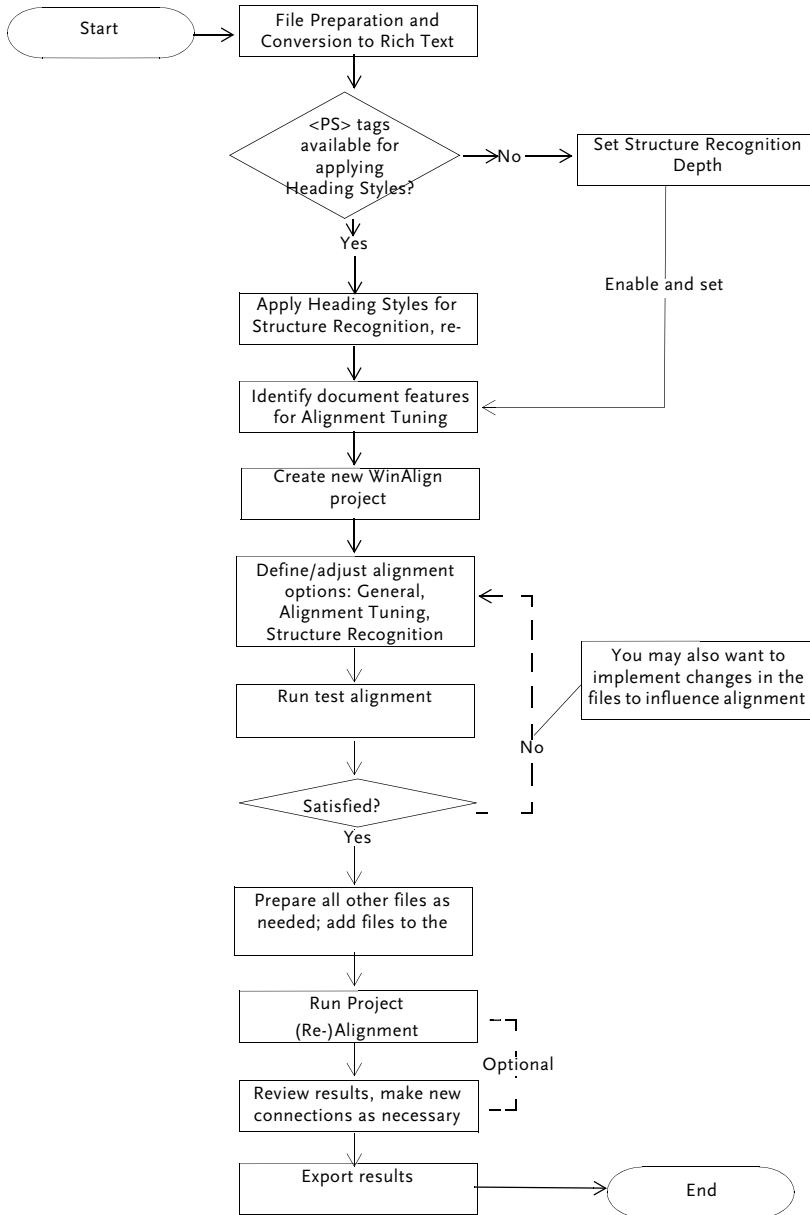 Start
File Preparation and
Conversion to Rich Text
<PS> tags
available for
applying
Heading Styles?
No
Set Structure Recognition
Depth
Yes
Enable and set
Apply Heading Styles for
Structure Recognition, re-
Identify document features
for Alignment Tuning
Create new WinAlign
project
Define/adjust alignment
options: General,
Alignment Tuning,
Structure Recognition
You may also want to
implement changes in the
files to influence alignment
Run test alignment
No
Satisfied?
Yes
Prepare all other files as
needed; add files to the
Run Project
(Re-)Alignment
Optional
Review results, make new
connections as necessary
Export results
End